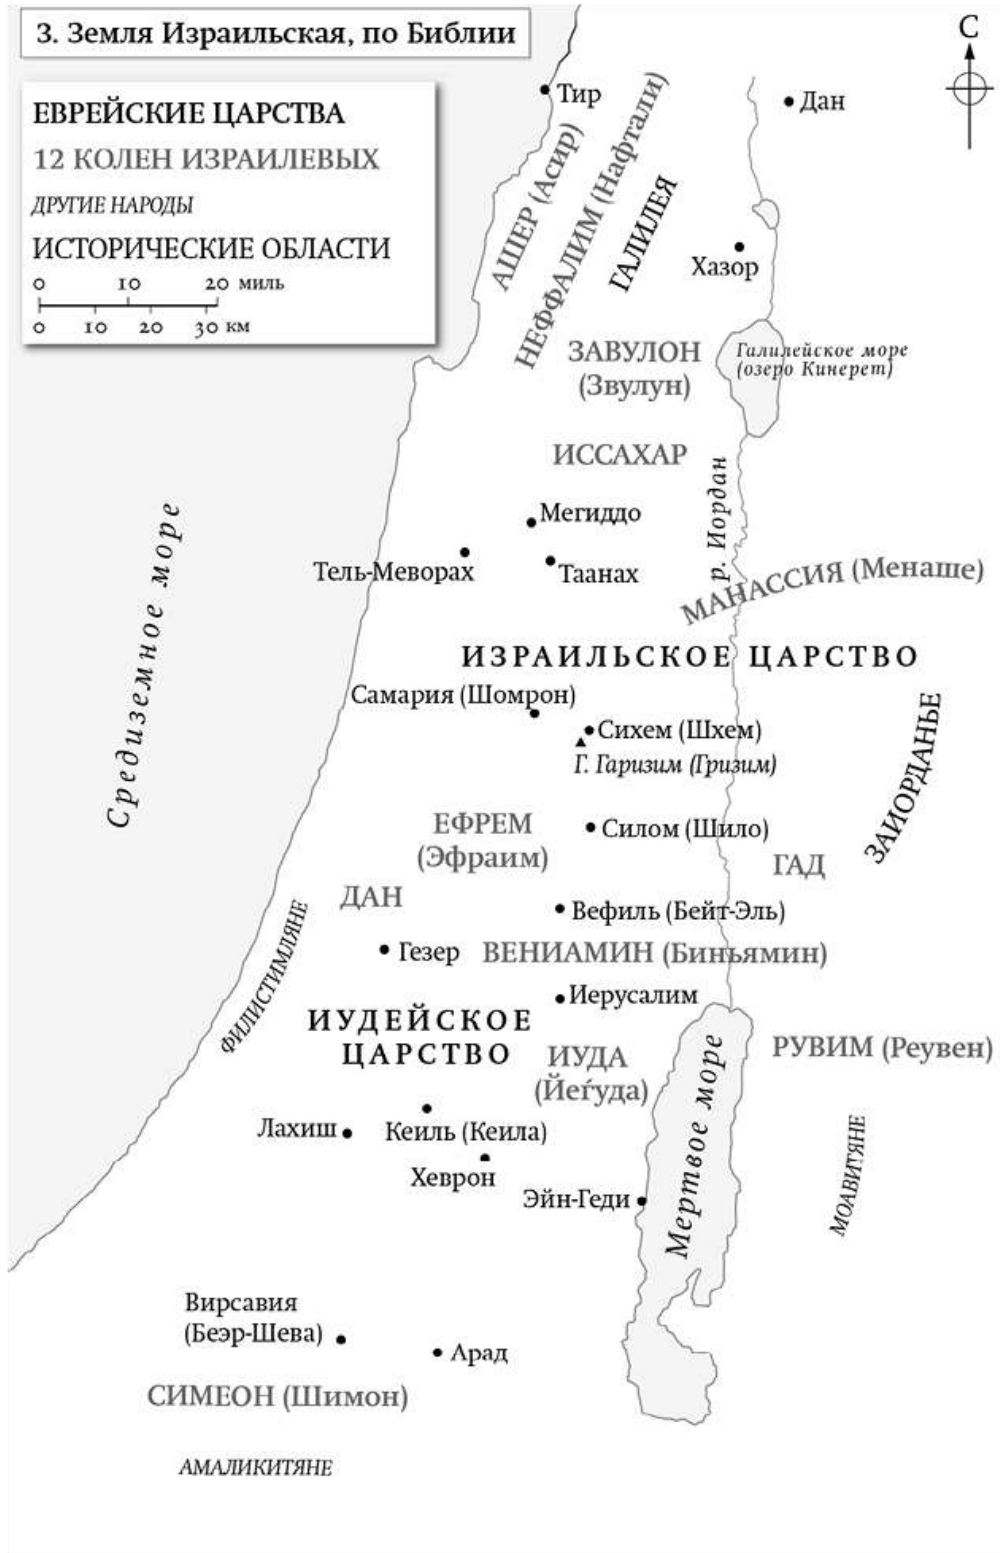 3. Земля Израильская, по Библии
С
ЕВРЕЙСКИЕ ЦАРСТВА
12 КОЛЕН ИЗРАИЛЕВЫХ
ДРУГИЕ НАРОДЫ
ИСТОРИЧЕСКИЕ ОБЛАСТИ
0 10 20 миль
0 10 20 30 км
Тир
Дан
АШЕР (Асир)
НЕФФАЛИМ (Нафтали)
ГАЛИЛЕЯ
Хазор
ЗАВУЛОН
(Звулун)
Галилейское море
(озеро Кинерет)
ИССАХАР
р. Иордан
Мегиддо
Тель-Меворах
Таанах
МАНАССИЯ (Менаше)
Средиземное море
ИЗРАИЛЬСКОЕ ЦАРСТВО
Самария (Шомрон)
Сихем (Шхем)
Г. Гаризим (Гризим)
ЗАИОРДАНЬЕ
ЕФРЕМ
(Эфраим)
Силом (Шило)
ГАД
ДАН
Вефиль (Бейт-Эль)
ФИЛИСТИМЛЯНЕ
Гезер
ВЕНИАМИН (Биньямин)
Иерусалим
ИУДЕЙСКОЕ
ЦАРСТВО
ИУДА
(Йеѓуда)
РУВИМ (Реувен)
Мертвое море
Лахиш
Кеиль (Кеила)
Хеврон
Эйн-Геди
МОАВИТЯНЕ
Вирсавия
(Беэр-Шева)
Арад
СИМЕОН (Шимон)
АМАЛИКИТЯНЕ